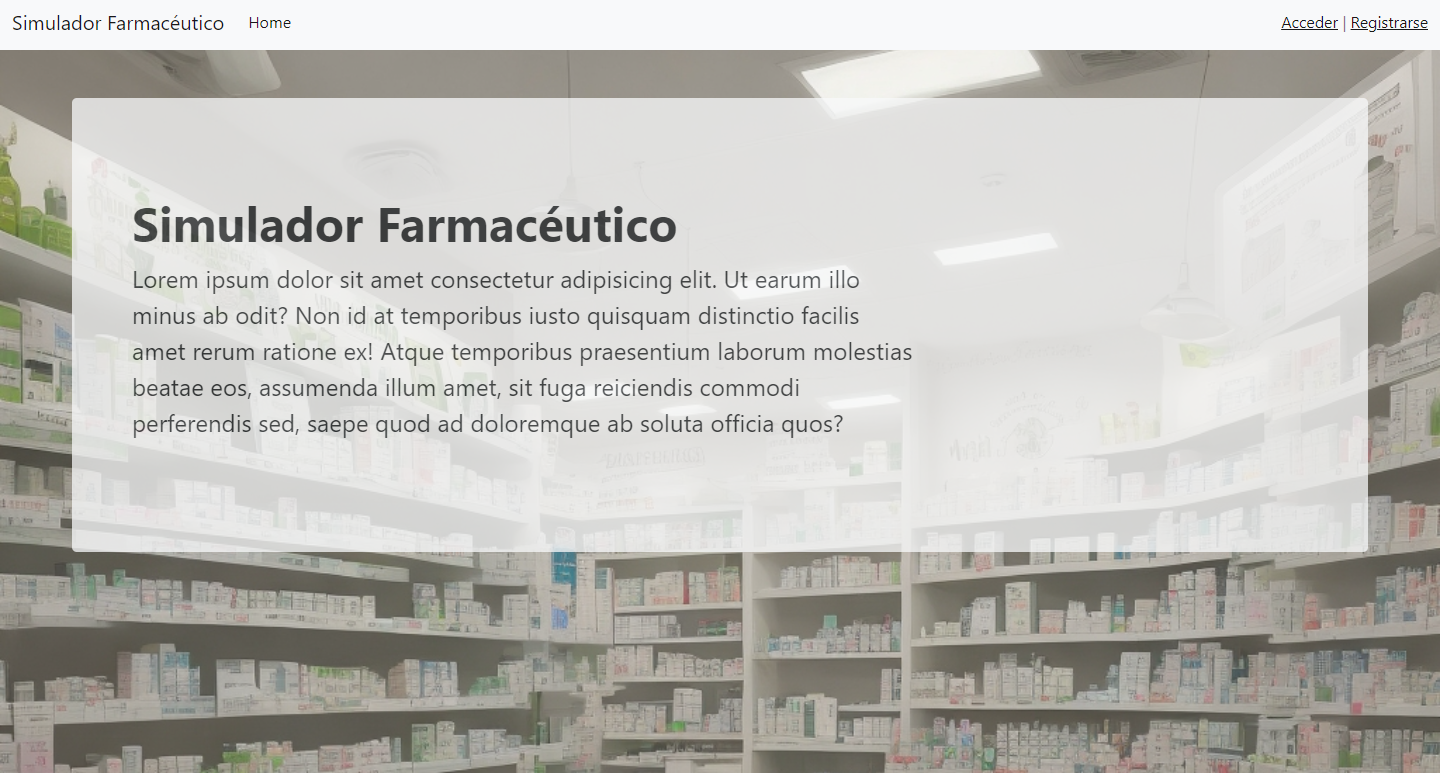 Simulador Farmacéutico Home Acceder | Registrarse
Simulador Farmacéutico
Lorem ipsum dolor sit amet consectetur adipisicing elit. Ut earum illo
minus ab odit? Non id at temporibus iusto quisquam distinctio facilis
amet rerum ratione ex! Atque temporibus praesentium laborum molestias
beatae eos, assumenda illum amet, sit fuga reiciendis commodi
perferendis sed, saepe quod ad doloremque ab soluta officia quos?